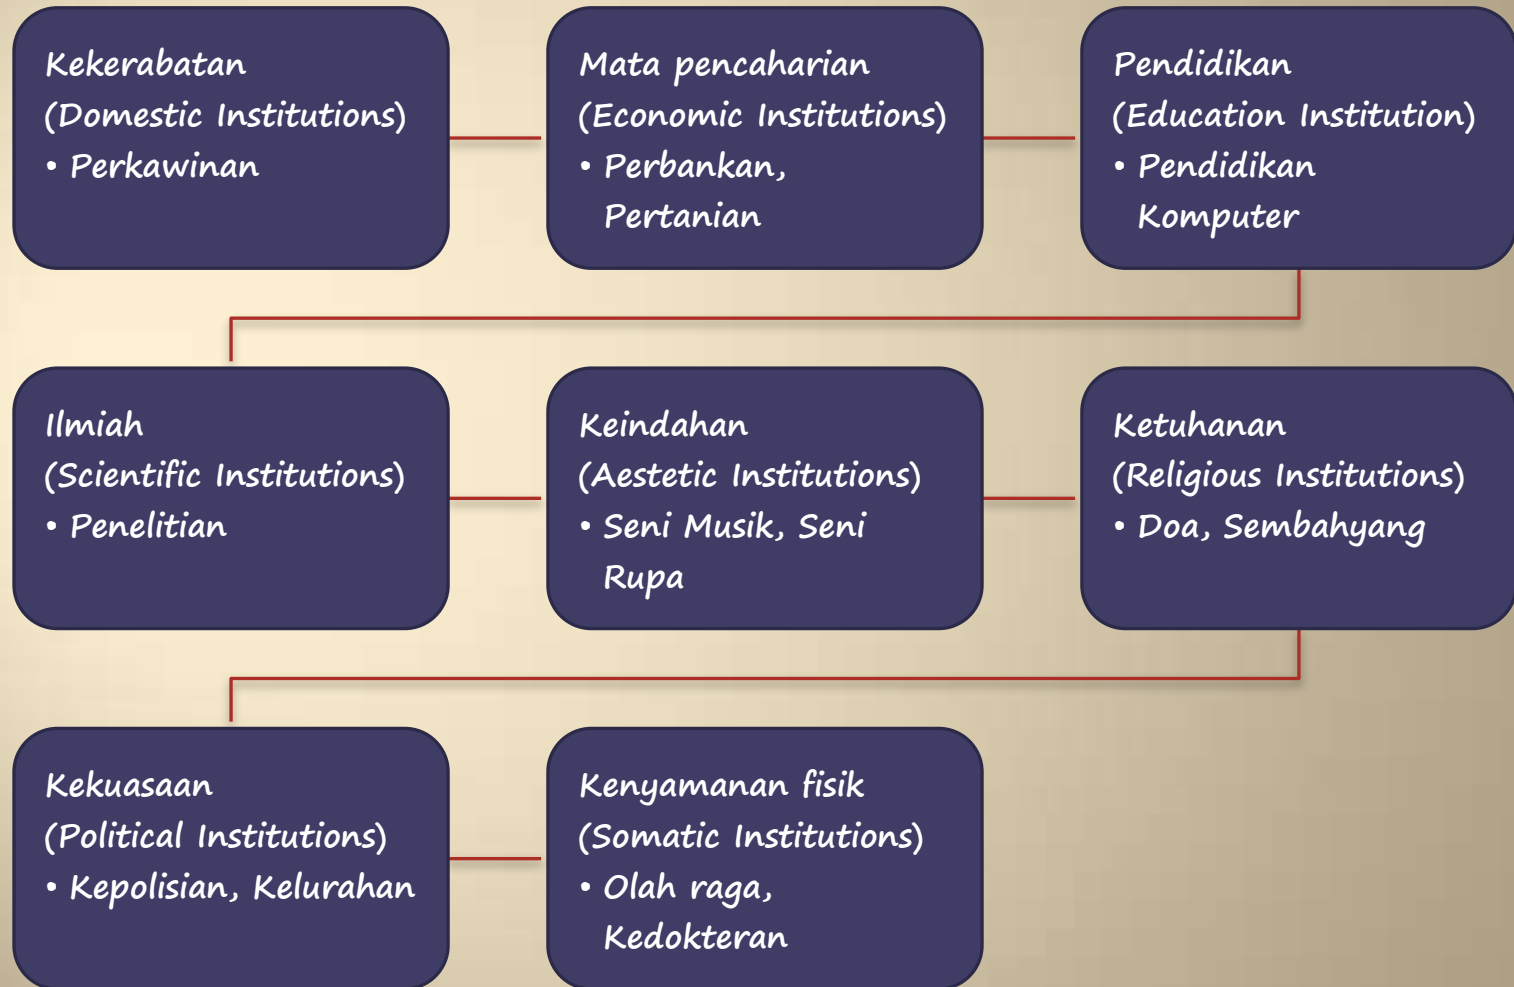 Kekerabatan
(Domestic Institutions)
• Perkawinan
Mata pencaharian
(Economic Institutions)
• Perbankan,
Pertanian
Pendidikan
(Education Institution)
• Pendidikan
Komputer
Ilmiah
(Scientific Institutions)
• Penelitian
Keindahan
(Aestetic Institutions)
• Seni Musik, Seni
Rupa
Ketuhanan
(Religious Institutions)
• Doa, Sembahyang
Kekuasaan
(Political Institutions)
• Kepolisian, Kelurahan
Kenyamanan fisik
(Somatic Institutions)
• Olah raga,
Kedokteran